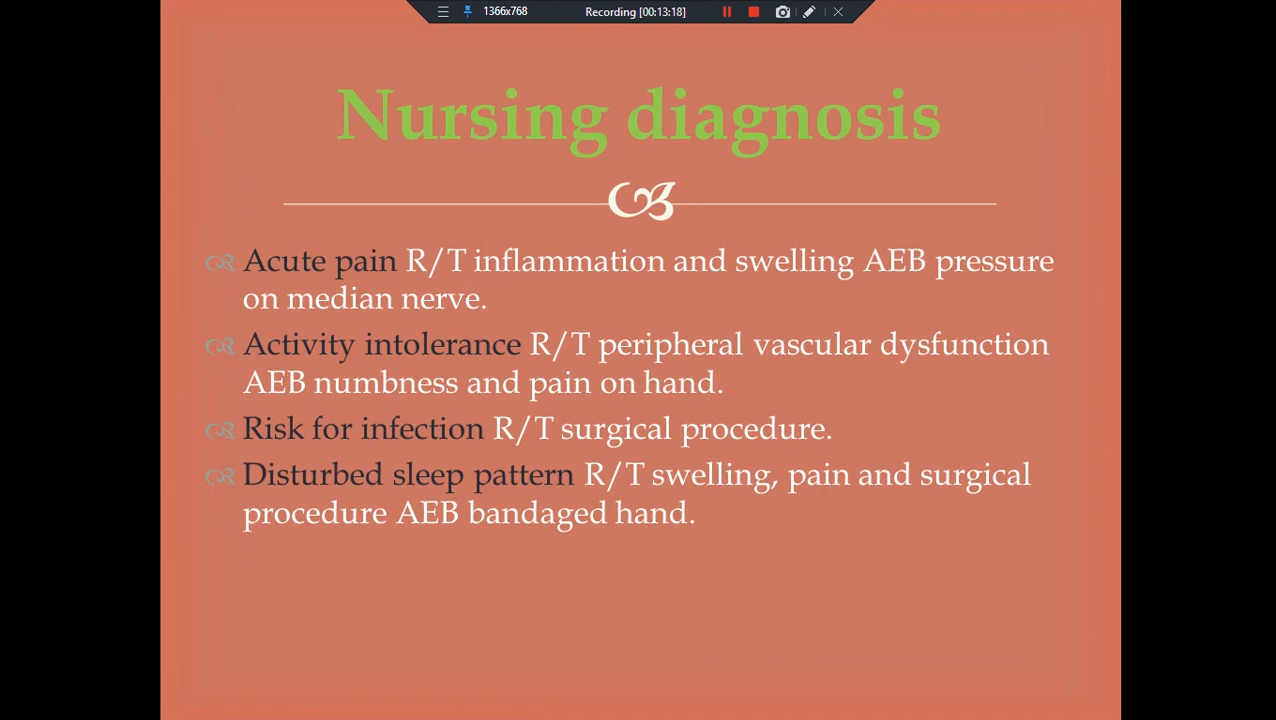 1366x768 Recording [00:13:18]
Nursing diagnosis
Acute pain R/T inflammation and swelling AEB pressure
on median nerve.
Activity intolerance R/T peripheral vascular dysfunction
AEB numbness and pain on hand.
Risk for infection R/T surgical procedure.
Disturbed sleep pattern R/T swelling, pain and surgical
procedure AEB bandaged hand.